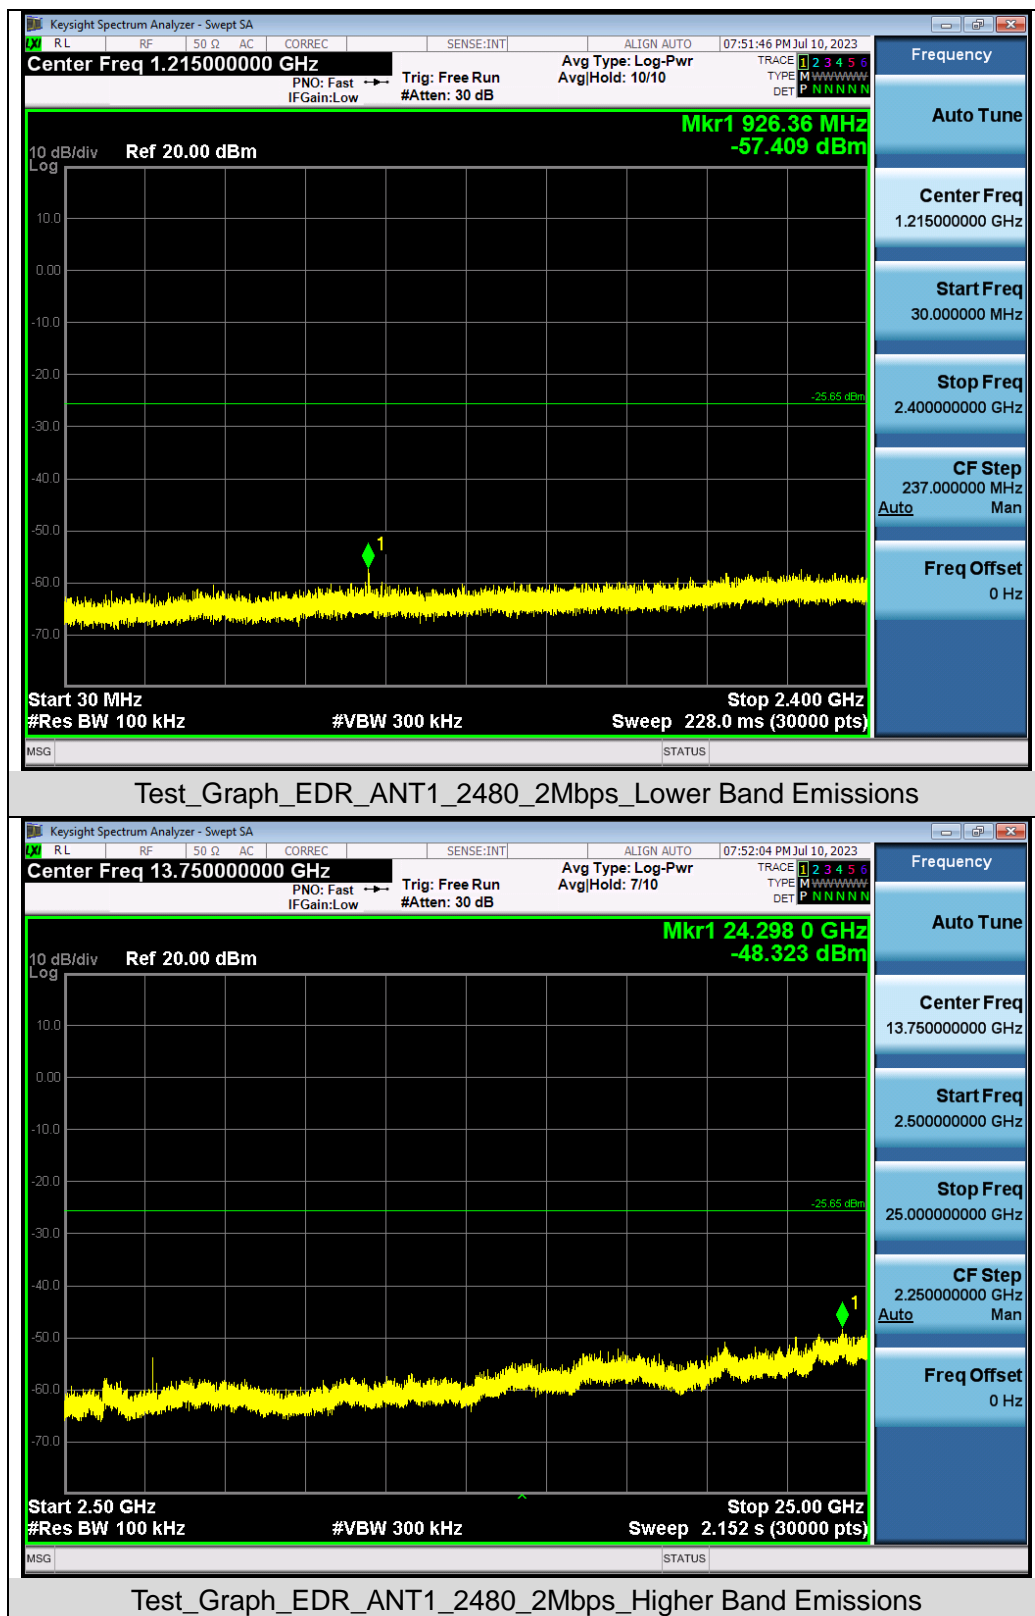 Keysight Spectrum Analyzer - Swept SA
LXI RL RF 50 Ω AC CORREC SENSE:INT ALIGN AUTO 07:51:46 PM Jul 10, 2023
Center Freq 1.215000000 GHz
PNO: Fast
IFGain:Low
Trig: Free Run
#Atten: 30 dB
Avg Type: Log-Pwr
Avg|Hold: 10/10
TRACE 1 2 3 4 5 6
TYPE M WWWWW
DET P N N N N N
Mkr1 926.36 MHz
-57.409 dBm
10 dB/div Ref 20.00 dBm
Log
10.0
0.00
-10.0
-20.0
-25.65 dBm
-30.0
-40.0
-50.0
1
-60.0
-70.0
Start 30 MHz Stop 2.400 GHz
#Res BW 100 kHz #VBW 300 kHz Sweep 228.0 ms (30000 pts)
MSG STATUS
Frequency
Auto Tune
Center Freq
1.215000000 GHz
Start Freq
30.000000 MHz
Stop Freq
2.400000000 GHz
CF Step
237.000000 MHz
Auto Man
Freq Offset
0 Hz
Test_Graph_EDR_ANT1_2480_2Mbps_Lower Band Emissions
Keysight Spectrum Analyzer - Swept SA
LXI RL RF 50 Ω AC CORREC SENSE:INT ALIGN AUTO 07:52:04 PM Jul 10, 2023
Center Freq 13.750000000 GHz
PNO: Fast
IFGain:Low
Trig: Free Run
#Atten: 30 dB
Avg Type: Log-Pwr
Avg|Hold: 7/10
TRACE 1 2 3 4 5 6
TYPE M WWWWW
DET P N N N N N
Mkr1 24.298 0 GHz
-48.323 dBm
10 dB/div Ref 20.00 dBm
Log
10.0
0.00
-10.0
-20.0
-25.65 dBm
-30.0
-40.0
1
-50.0
-60.0
-70.0
Start 2.50 GHz Stop 25.00 GHz
#Res BW 100 kHz #VBW 300 kHz Sweep 2.152 s (30000 pts)
MSG STATUS
Frequency
Auto Tune
Center Freq
13.750000000 GHz
Start Freq
2.500000000 GHz
Stop Freq
25.000000000 GHz
CF Step
2.250000000 GHz
Auto Man
Freq Offset
0 Hz
Test_Graph_EDR_ANT1_2480_2Mbps_Higher Band Emissions